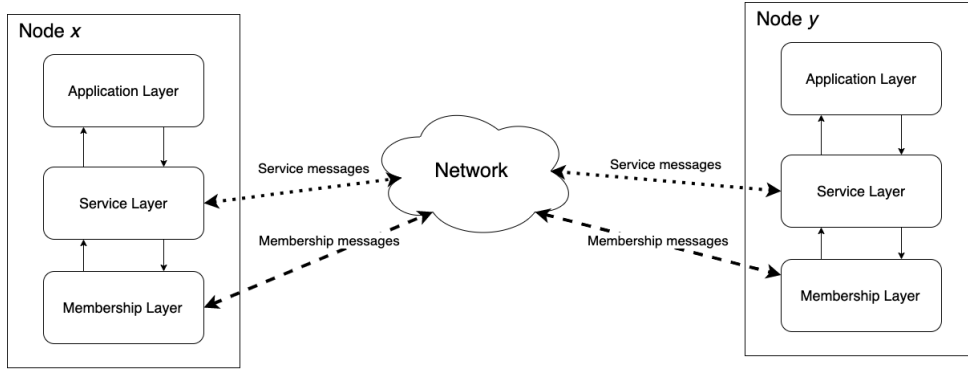 Node x
Application Layer
Service Layer
Membership Layer
Service messages
Membership messages
Network
Service messages
Membership messages
Node y
Application Layer
Service Layer
Membership Layer